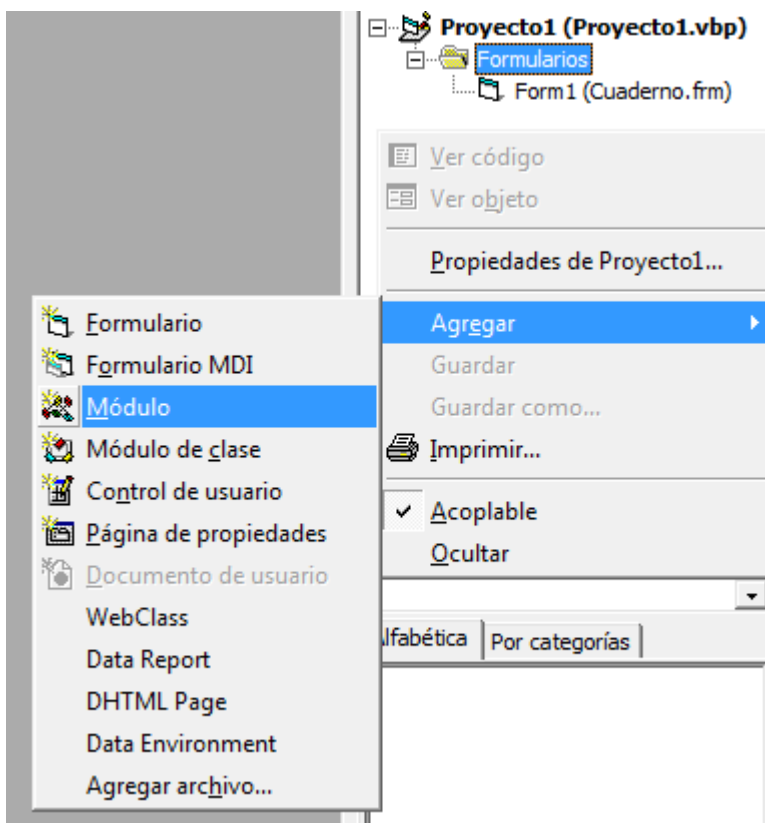 Proyecto1 (Proyecto1.vbp)
Formularios
Form1 (Cuaderno.frm)
Ver código
Ver objeto
Propiedades de Proyecto1...
Agregar
Guardar
Guardar como...
Imprimir...
Acoplable
Ocultar
Formulario
Formulario MDI
Módulo
Módulo de clase
Control de usuario
Página de propiedades
Documento de usuario
WebClass
Data Report
DHTML Page
Data Environment
Agregar archivo...
lfabética Por categorías